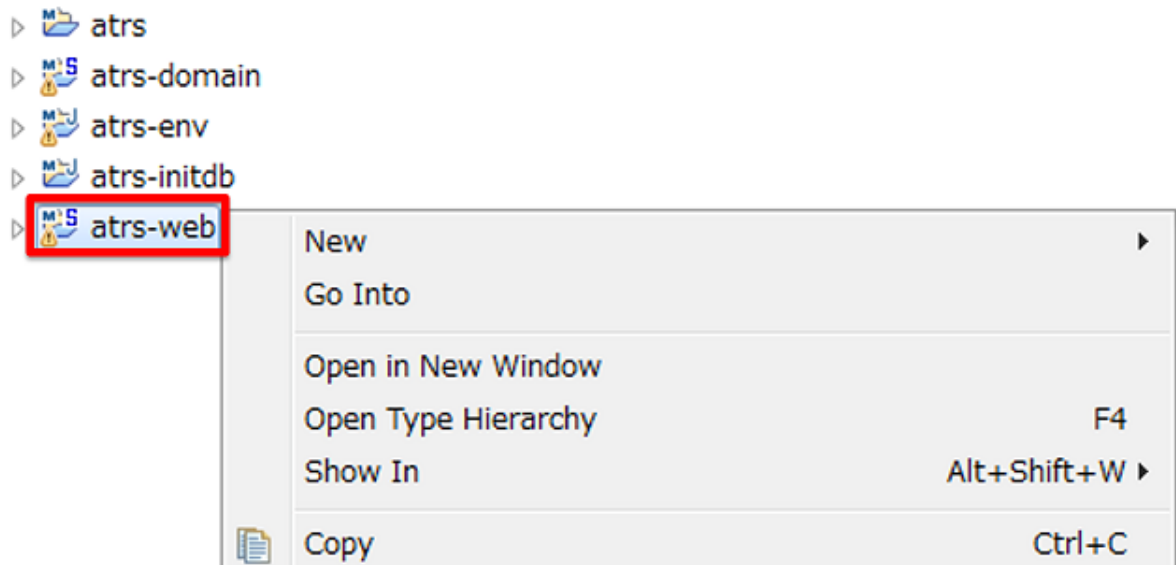 atrs
atrs-domain
atrs-env
atrs-initdb
atrs-web
New
Go Into
Open in New Window
Open Type Hierarchy F4
Show In Alt+Shift+W
Copy Ctrl+C